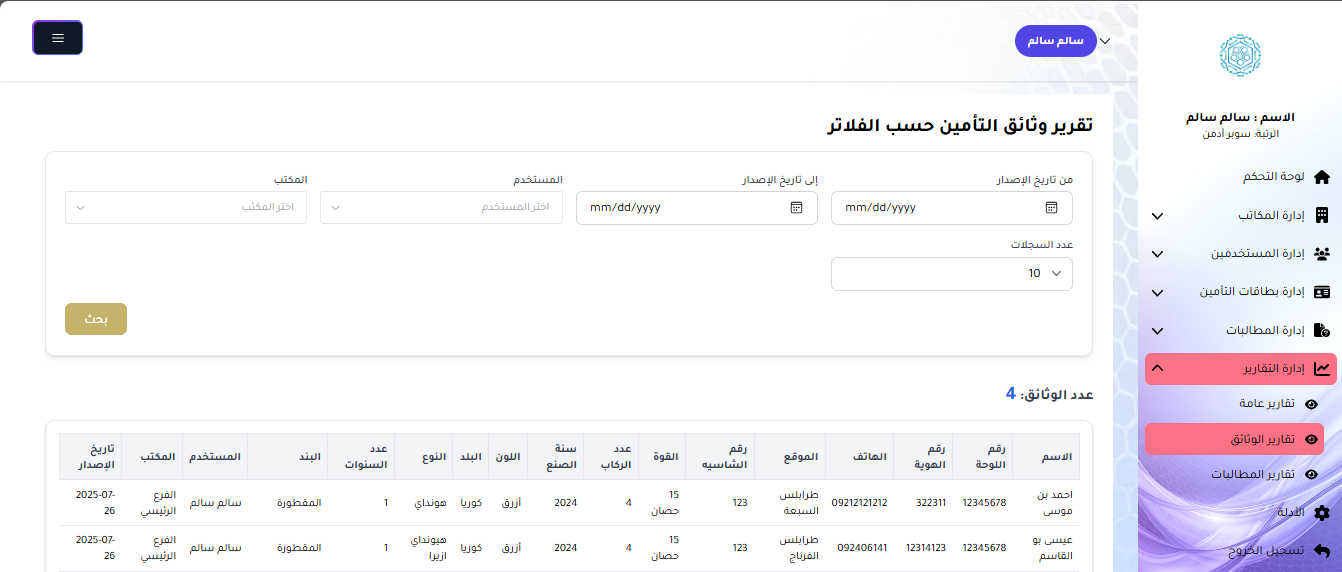 سالم سالم
الاسم : سالم سالم
الرتبة: سوبر أدمن
لوحة التحكم
إدارة المكاتب
إدارة المستخدمين
إدارة بطاقات التأمين
إدارة المطالبات
إدارة التقارير
تقارير عامة
تقارير الوثائق
تقارير المطالبات
الأدلة
تسجيل الخروج
تقرير وثائق التأمين حسب الفلاتر
من تاريخ الإصدار إلى تاريخ الإصدار المستخدم المكتب
mm/dd/yyyy mm/dd/yyyy اختر المستخدم اختر المكتب
عدد السجلات
10
بحث
عدد الوثائق: 4
الاسم رقم اللوحة رقم الهوية الهاتف الموقع رقم الشاسيه القوة عدد الركاب سنة الصنع اللون البلد النوع عدد السنوات البند المستخدم المكتب تاريخ الإصدار
احمد بن موسى 12345678 322311 09212121212 طرابلس السبعة 123 15 حصان 4 2024 أزرق كوريا هونداي 1 المقطورة سالم سالم الفرع الرئيسي 2025-07-26
عيسى بو القاسم 12345678 12314123 092406141 طرابلس الفرناج 123 15 حصان 4 2024 أزرق كوريا هيونداي ازيرا 1 المقطورة سالم سالم الفرع الرئيسي 2025-07-26